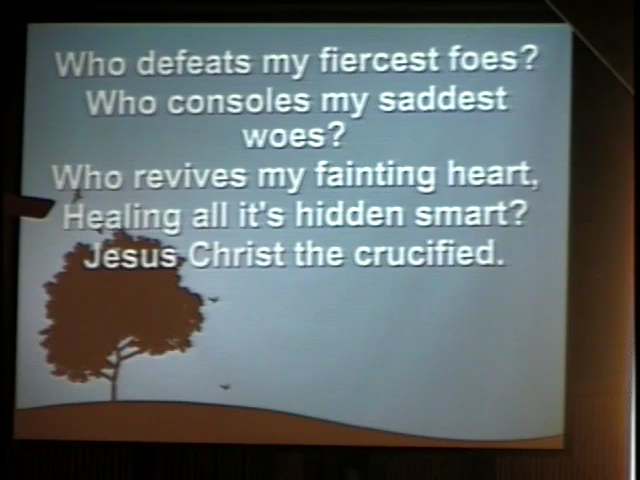 Who defeats my fiercest foes?
Who consoles my saddest
woes?
Who revives my fainting heart,
Healing all it's hidden smart?
Jesus Christ the crucified.